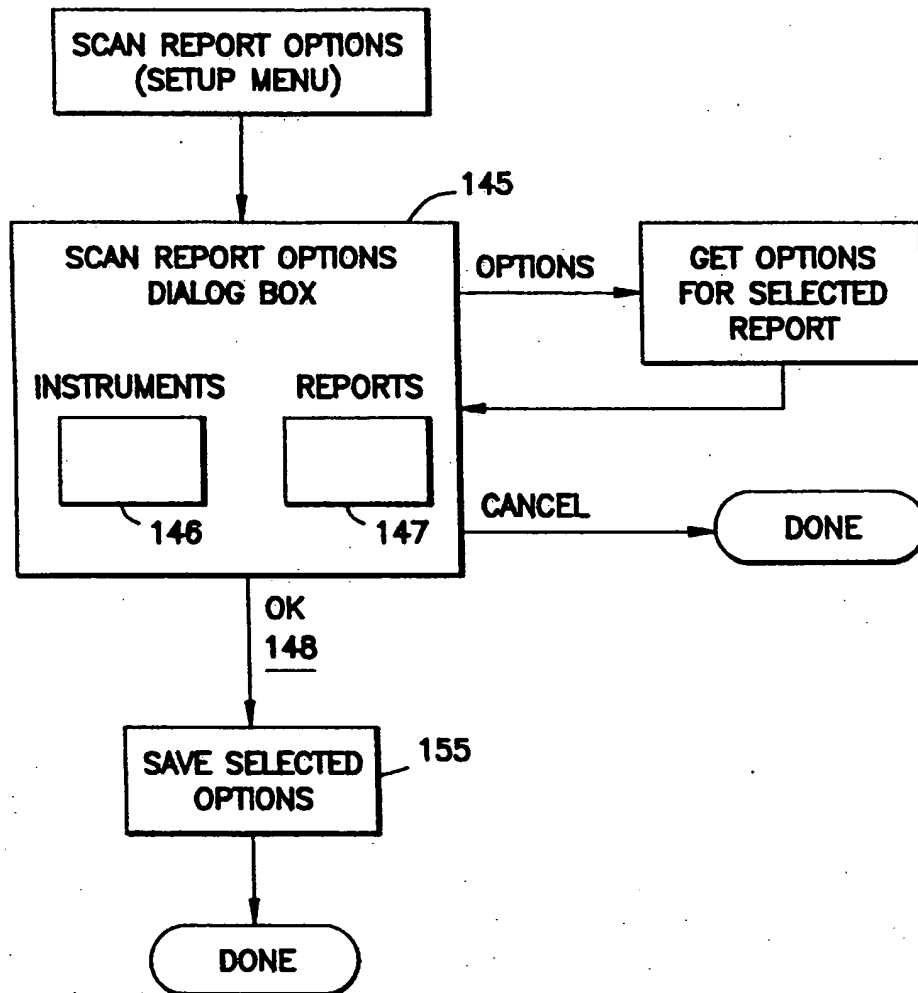 SCAN REPORT OPTIONS
(SETUP MENU)
145
SCAN REPORT OPTIONS
DIALOG BOX
OPTIONS
GET OPTIONS
FOR SELECTED
REPORT
INSTRUMENTS
REPORTS
146
147
CANCEL
DONE
OK
148
SAVE SELECTED
OPTIONS
155
DONE